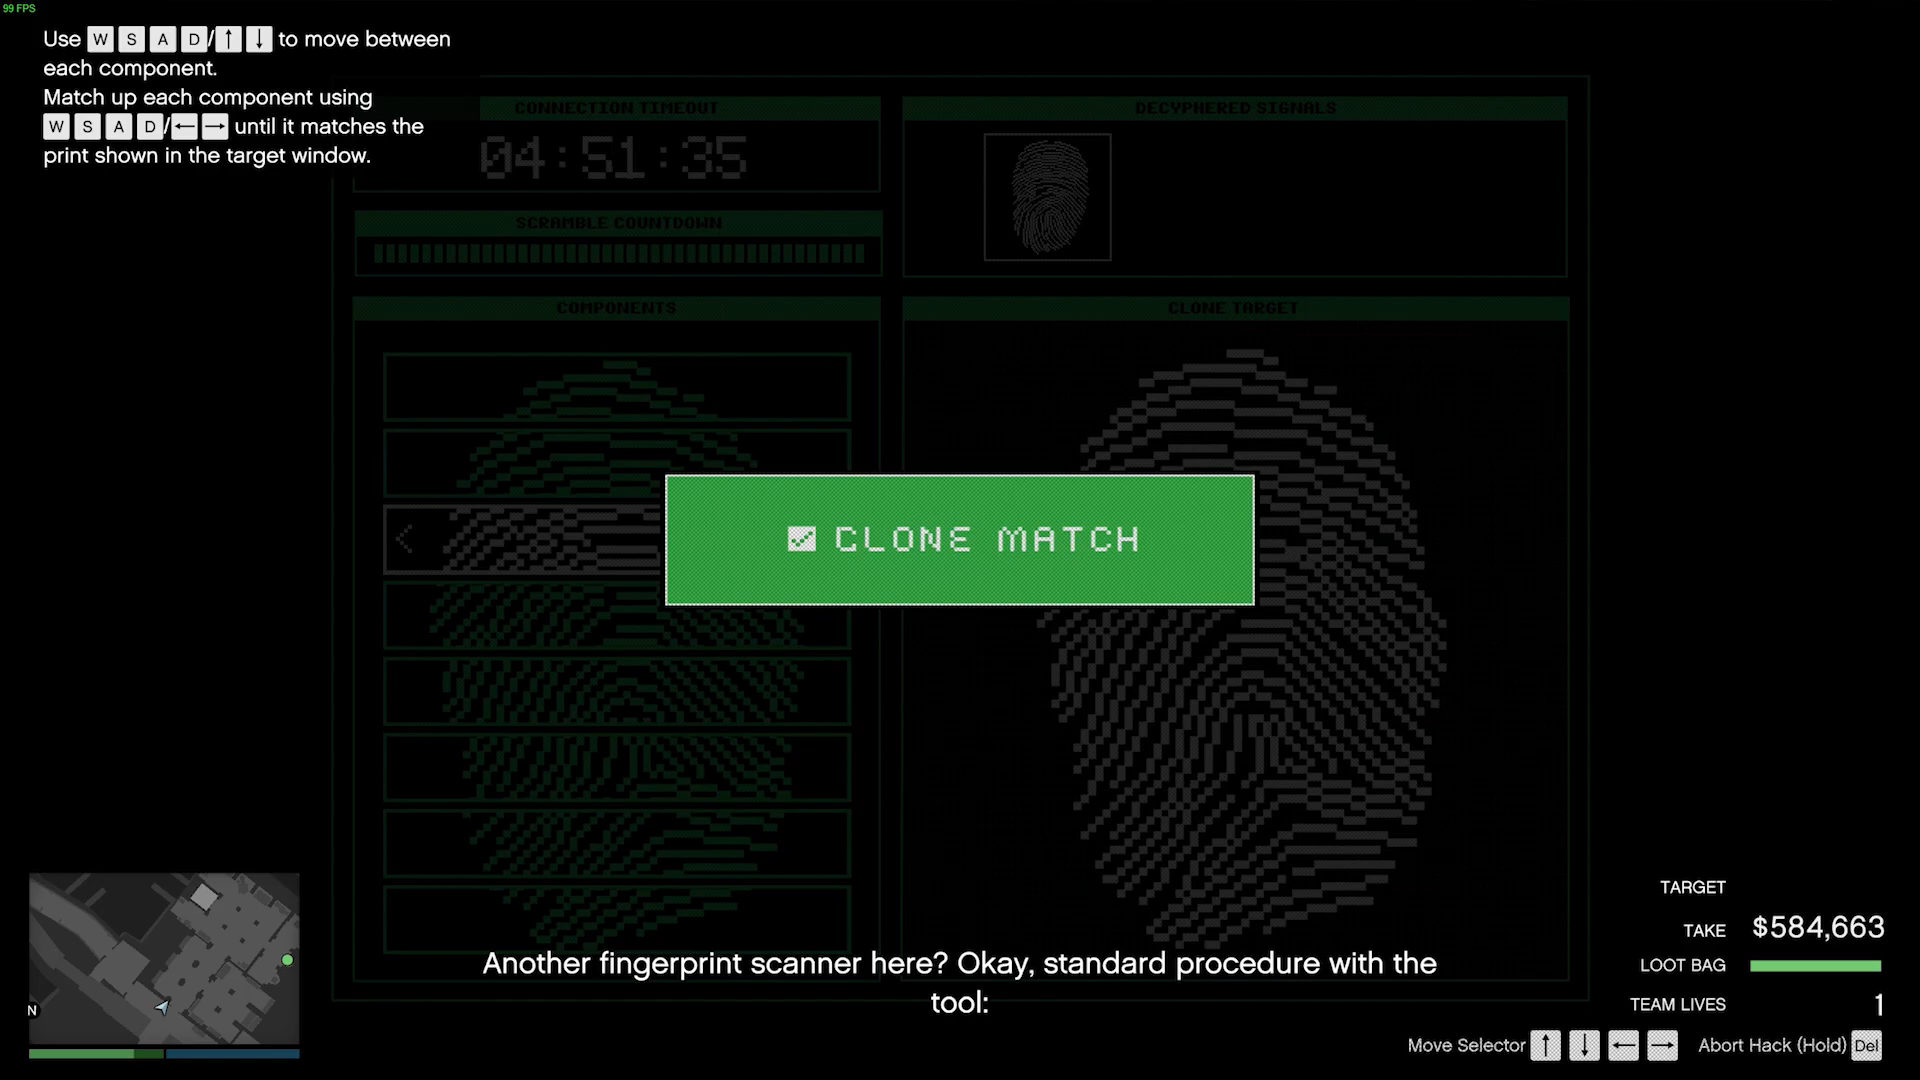 99 FPS
Use W S A D/↑ ↓ to move between
each component.
Match up each component using
W S A D/← → until it matches the
print shown in the target window.
CONNECTION TIMEOUT
04:51:35
SCRAMBLE COUNTDOWN
DECYPHERED SIGNALS
COMPONENTS
CLONE TARGET
CLONE MATCH
Another fingerprint scanner here? Okay, standard procedure with the
tool:
N
TARGET
TAKE $584,663
LOOT BAG
TEAM LIVES 1
Move Selector ↑ ↓ ← → Abort Hack (Hold) Del